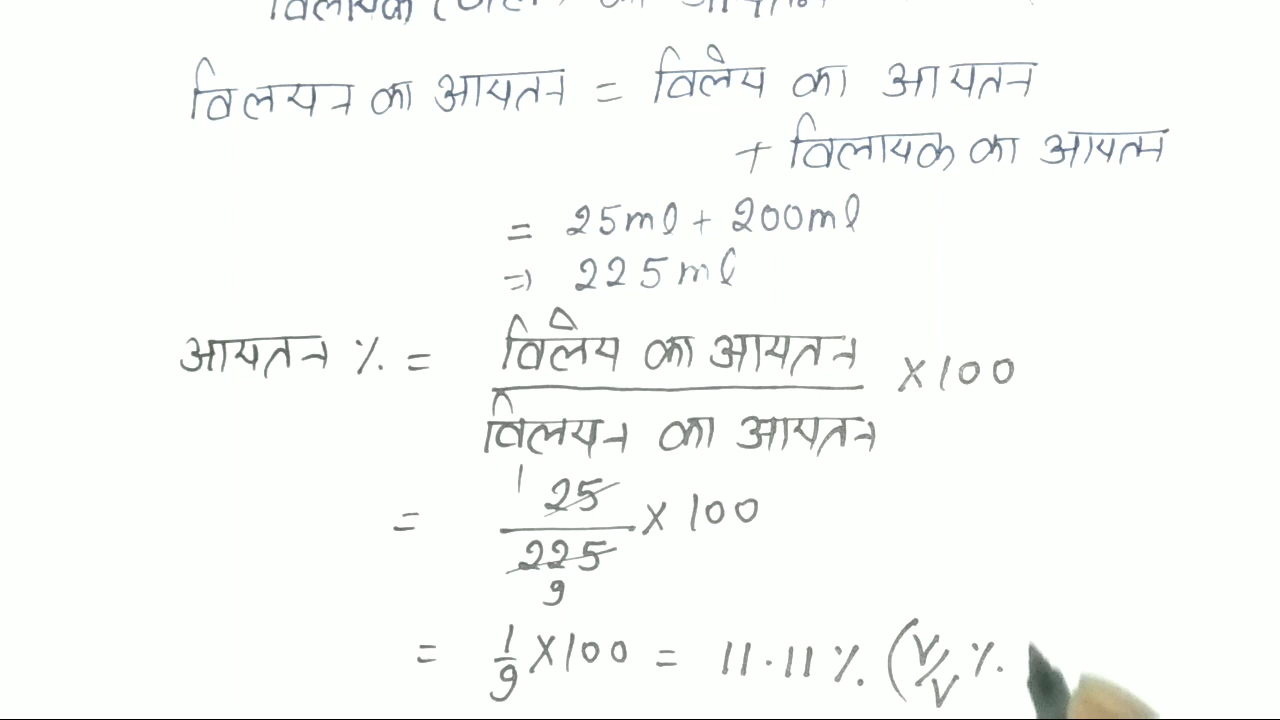 विलायक
विलयन का आयतन = विलेय का आयतन
+ विलायक का आयतन
= 25ml + 200ml
⇒ 225ml
आयतन % = विलेय का आयतन × 100
विलयन का आयतन
= 25 × 100
1
225
9
= 1/9 × 100 = 11.11 % (V/V %